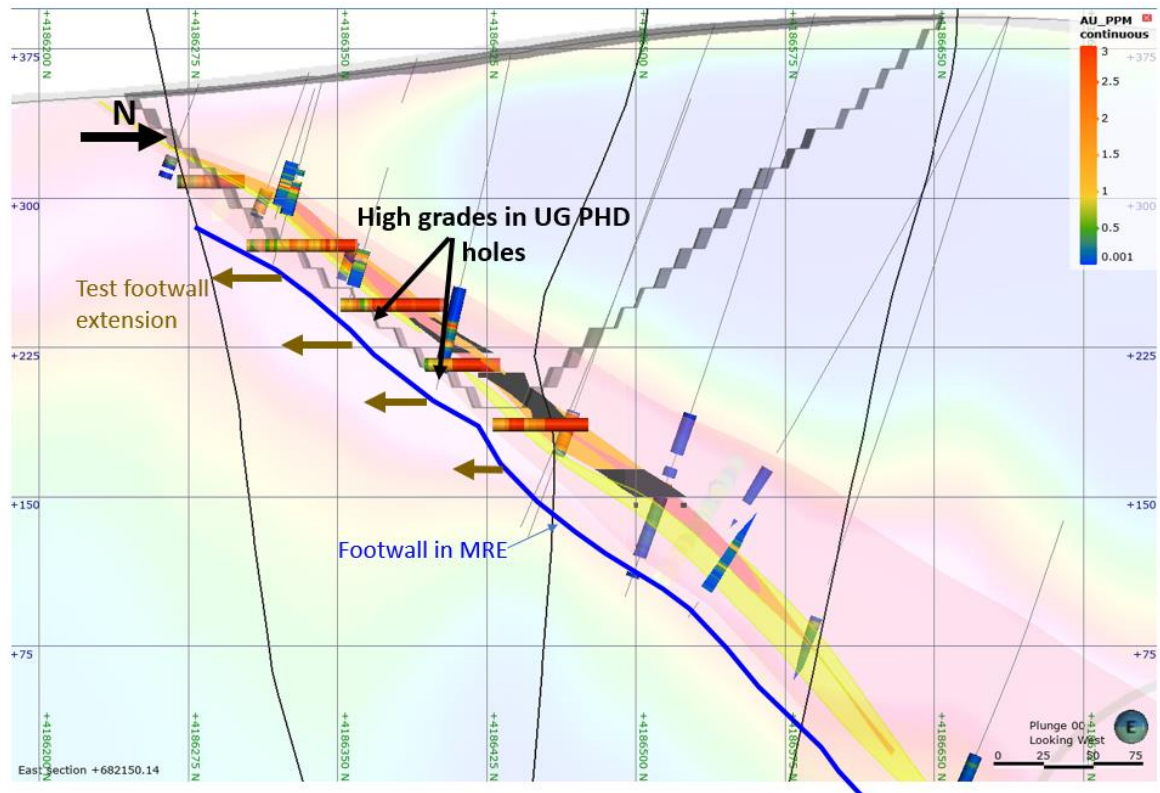 +4186200 N
+4186275 N
+4186350 N
+4186425 N
+4186500 N
+4186575 N
+4186650 N
AU_PPM
continuous
3
2.5
2
1.5
1
0.5
0.001
+375
+375
N
+300
+300
High grades in UG PHD
holes
Test footwall
extension
+225
+225
+150
+150
Footwall in MRE
+75
+75
+4186200 N
+4186275 N
+4186350 N
+4186425 N
+4186500 N
+4186575 N
+4186650 N
Plunge 00
Looking West
E
0 25 50 75
East section +682150.14